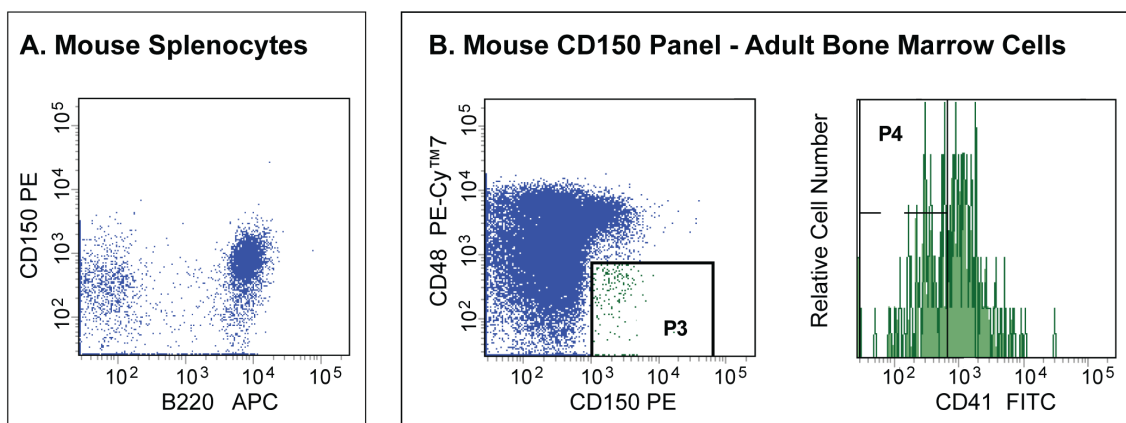 A. Mouse Splenocytes
CD150 PE
10⁵
10⁴
10³
10²
10² 10³ 10⁴ 10⁵
B220 APC
B. Mouse CD150 Panel - Adult Bone Marrow Cells
CD48 PE-Cy™7
10⁵
10⁴
10³
10²
P3
10² 10³ 10⁴ 10⁵
CD150 PE
Relative Cell Number
P4
10² 10³ 10⁴ 10⁵
CD41 FITC